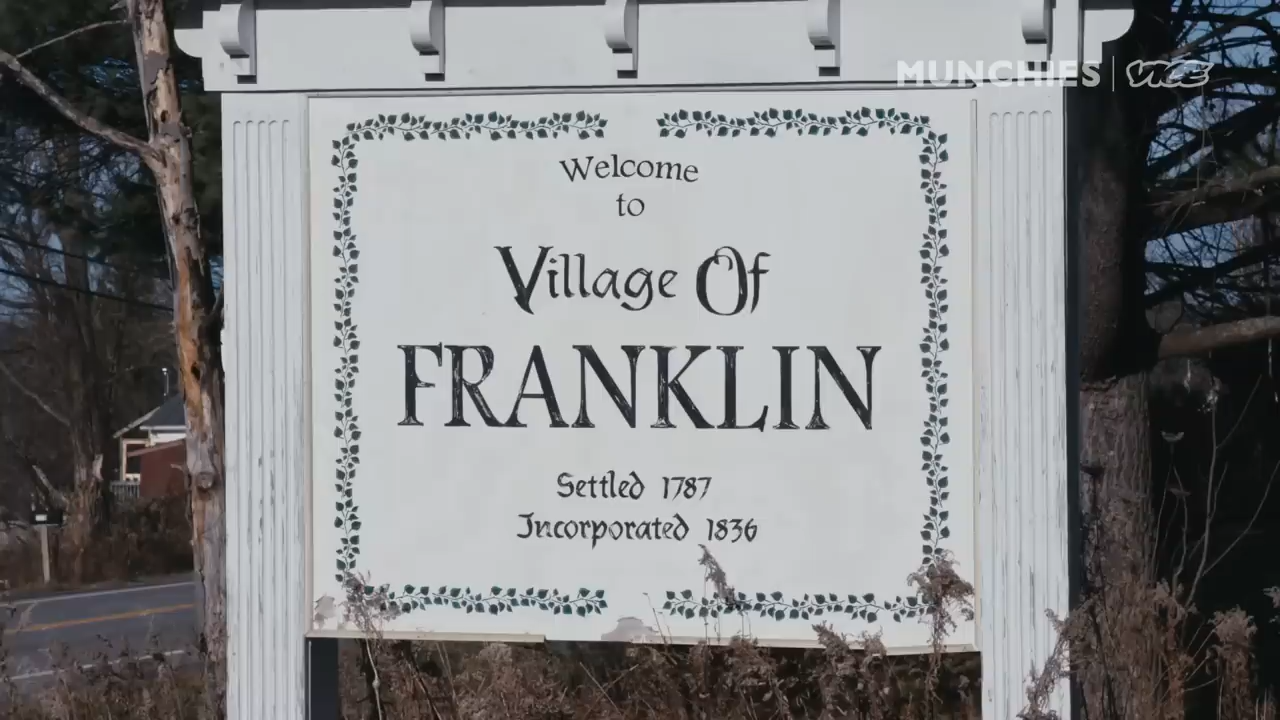 MUNCHIES | VICE
Welcome
to
Village Of
FRANKLIN
Settled 1787
Incorporated 1836